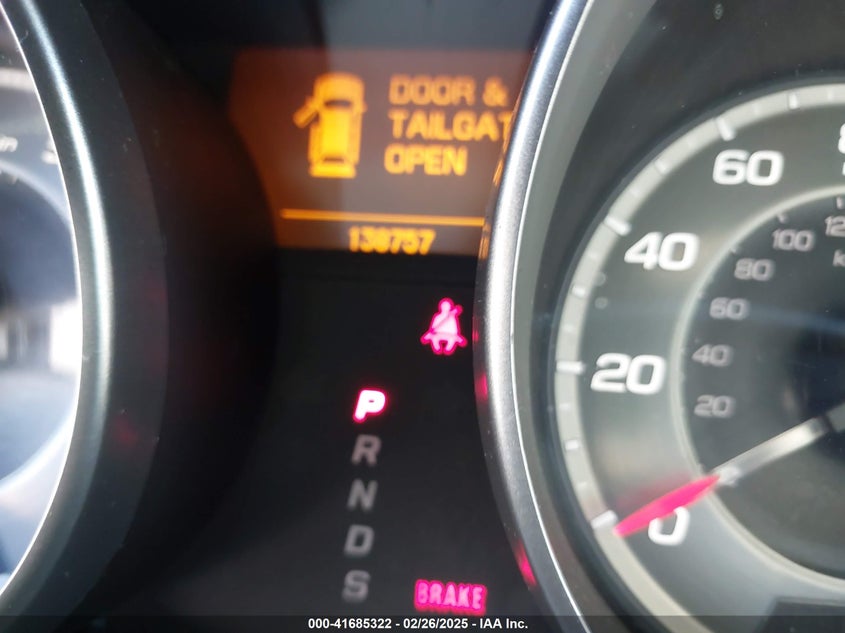 DOOR &
TAILGAT
OPEN
138757
P
R
N
D
S
BRAKE
60
40
20
0
120
100
80
60
40
20
000-41685322 - 02/26/2025 - IAA Inc.